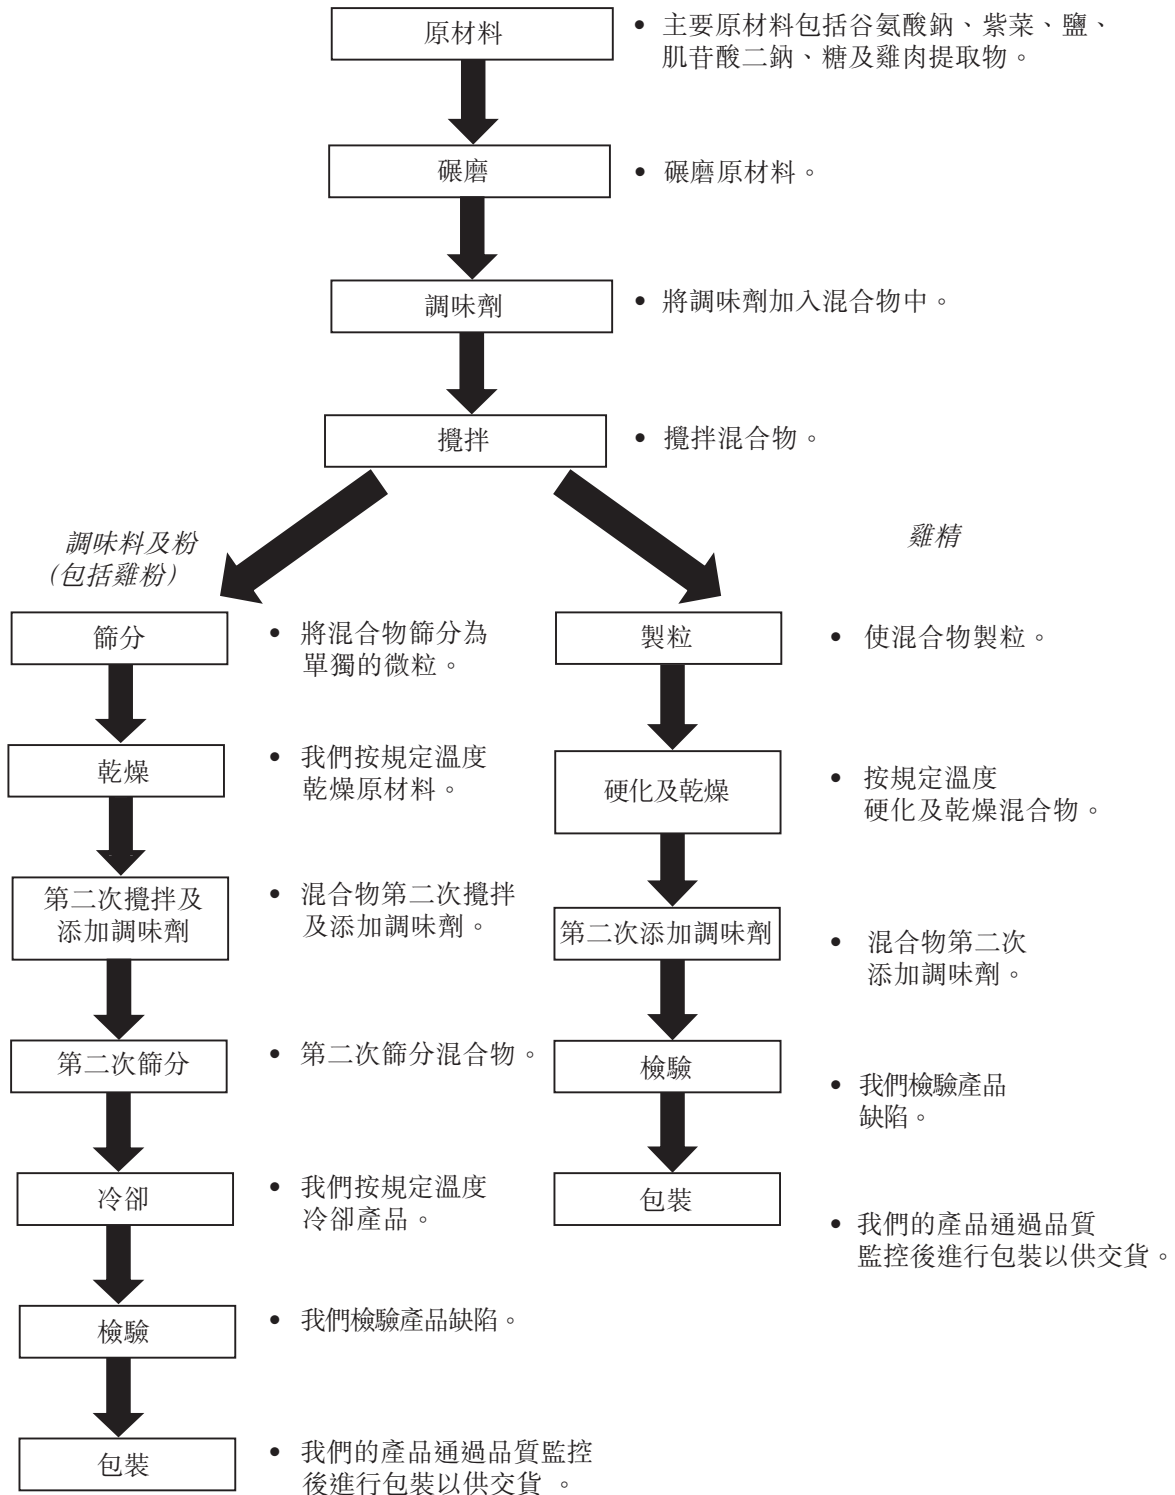 原材料
• 主要原材料包括谷氨酸鈉、紫菜、鹽、
肌苷酸二鈉、糖及雞肉提取物。
碾磨
• 碾磨原材料。
調味劑
• 將調味劑加入混合物中。
攪拌
• 攪拌混合物。
調味料及粉
(包括雞粉)
篩分
• 將混合物篩分為
單獨的微粒。
乾燥
• 我們按規定溫度
乾燥原材料。
第二次攪拌及
添加調味劑
• 混合物第二次攪拌
及添加調味劑。
第二次篩分
• 第二次篩分混合物。
冷卻
• 我們按規定溫度
冷卻產品。
檢驗
• 我們檢驗產品缺陷。
包裝
• 我們的產品通過品質監控
後進行包裝以供交貨。
雞精
製粒
• 使混合物製粒。
硬化及乾燥
• 按規定溫度
硬化及乾燥混合物。
第二次添加調味劑
• 混合物第二次
添加調味劑。
檢驗
• 我們檢驗產品
缺陷。
包裝
• 我們的產品通過品質
監控後進行包裝以供交貨。